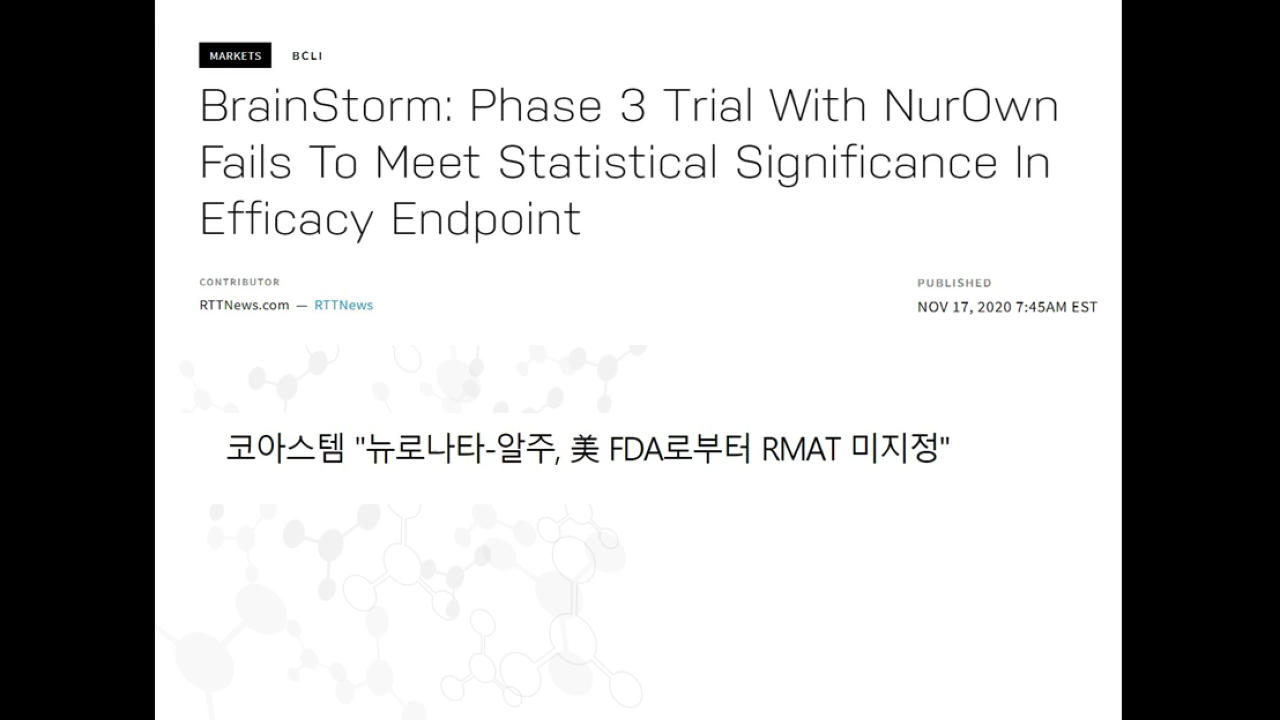 MARKETS BCLI
BrainStorm: Phase 3 Trial With NurOwn
Fails To Meet Statistical Significance In
Efficacy Endpoint
CONTRIBUTOR
RTTNews.com — RTTNews
PUBLISHED
NOV 17, 2020 7:45AM EST
코아스템 "뉴로나타-알주, 美 FDA로부터 RMAT 미지정"